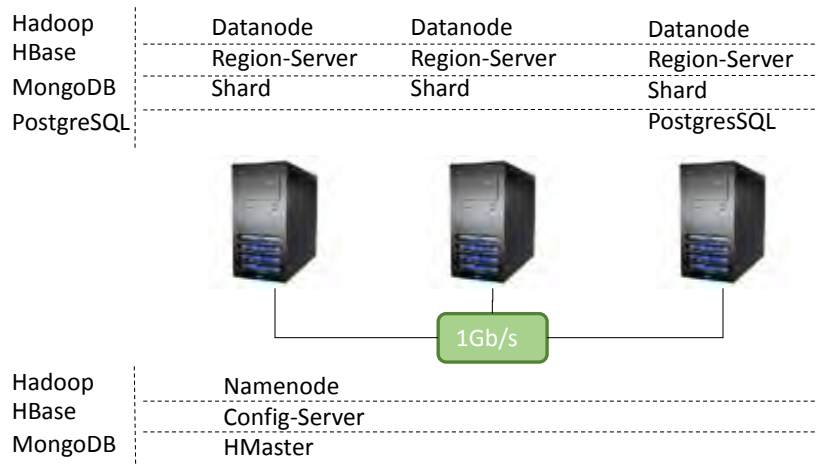 Hadoop Datanode Datanode Datanode
HBase Region-Server Region-Server Region-Server
MongoDB Shard Shard Shard
PostgreSQL PostgresSQL
1Gb/s
Hadoop Namenode
HBase Config-Server
MongoDB HMaster